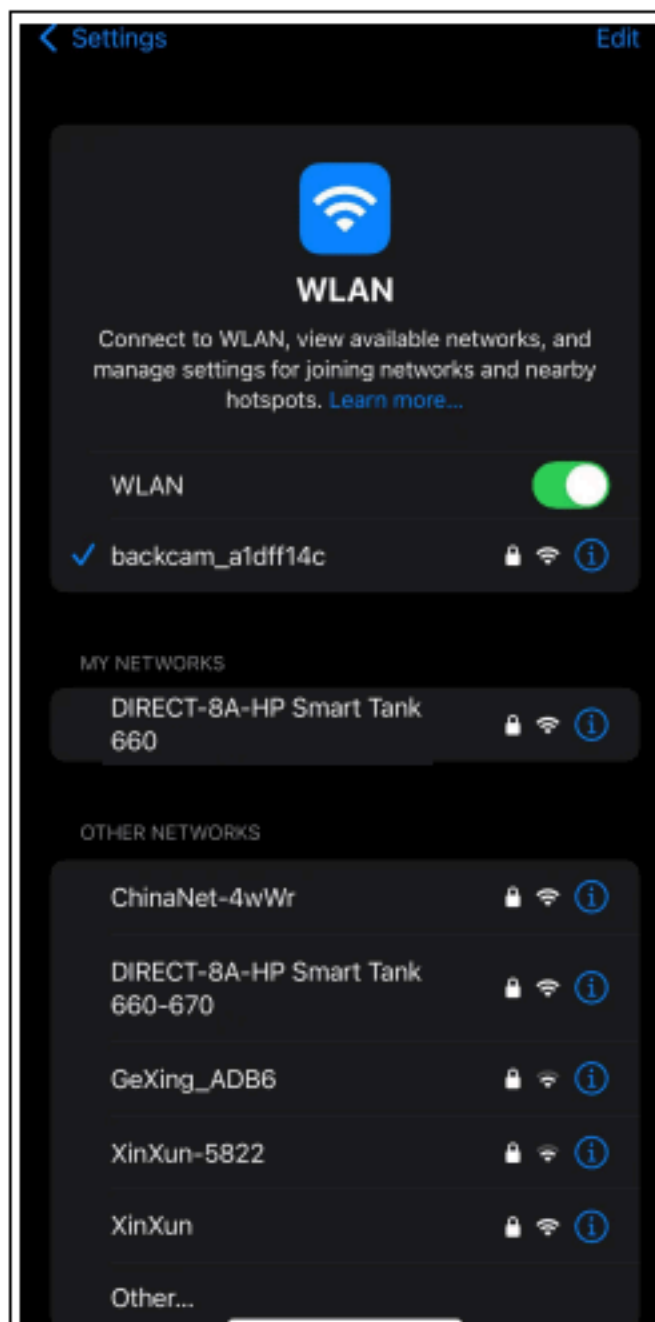 Settings
Edit
WLAN
Connect to WLAN, view available networks, and
manage settings for joining networks and nearby
hotspots. Learn more...
WLAN
backcam_a1dff14c
MY NETWORKS
DIRECT-8A-HP Smart Tank
660
OTHER NETWORKS
ChinaNet-4wWr
DIRECT-8A-HP Smart Tank
660-670
GeXing_ADB6
XinXun-5822
XinXun
Other...